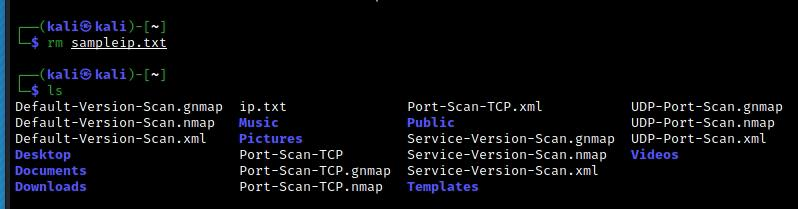 ┌──(kali㉿kali)-[~]
└─$ rm sampleip.txt
┌──(kali㉿kali)-[~]
└─$ ls
Default-Version-Scan.gnmap  ip.txt               Port-Scan-TCP.xml           UDP-Port-Scan.gnmap
Default-Version-Scan.nmap   Music                Public                      UDP-Port-Scan.nmap
Default-Version-Scan.xml    Pictures             Service-Version-Scan.gnmap  UDP-Port-Scan.xml
Desktop                     Port-Scan-TCP        Service-Version-Scan.nmap   Videos
Documents                   Port-Scan-TCP.gnmap  Service-Version-Scan.xml
Downloads                   Port-Scan-TCP.nmap   Templates